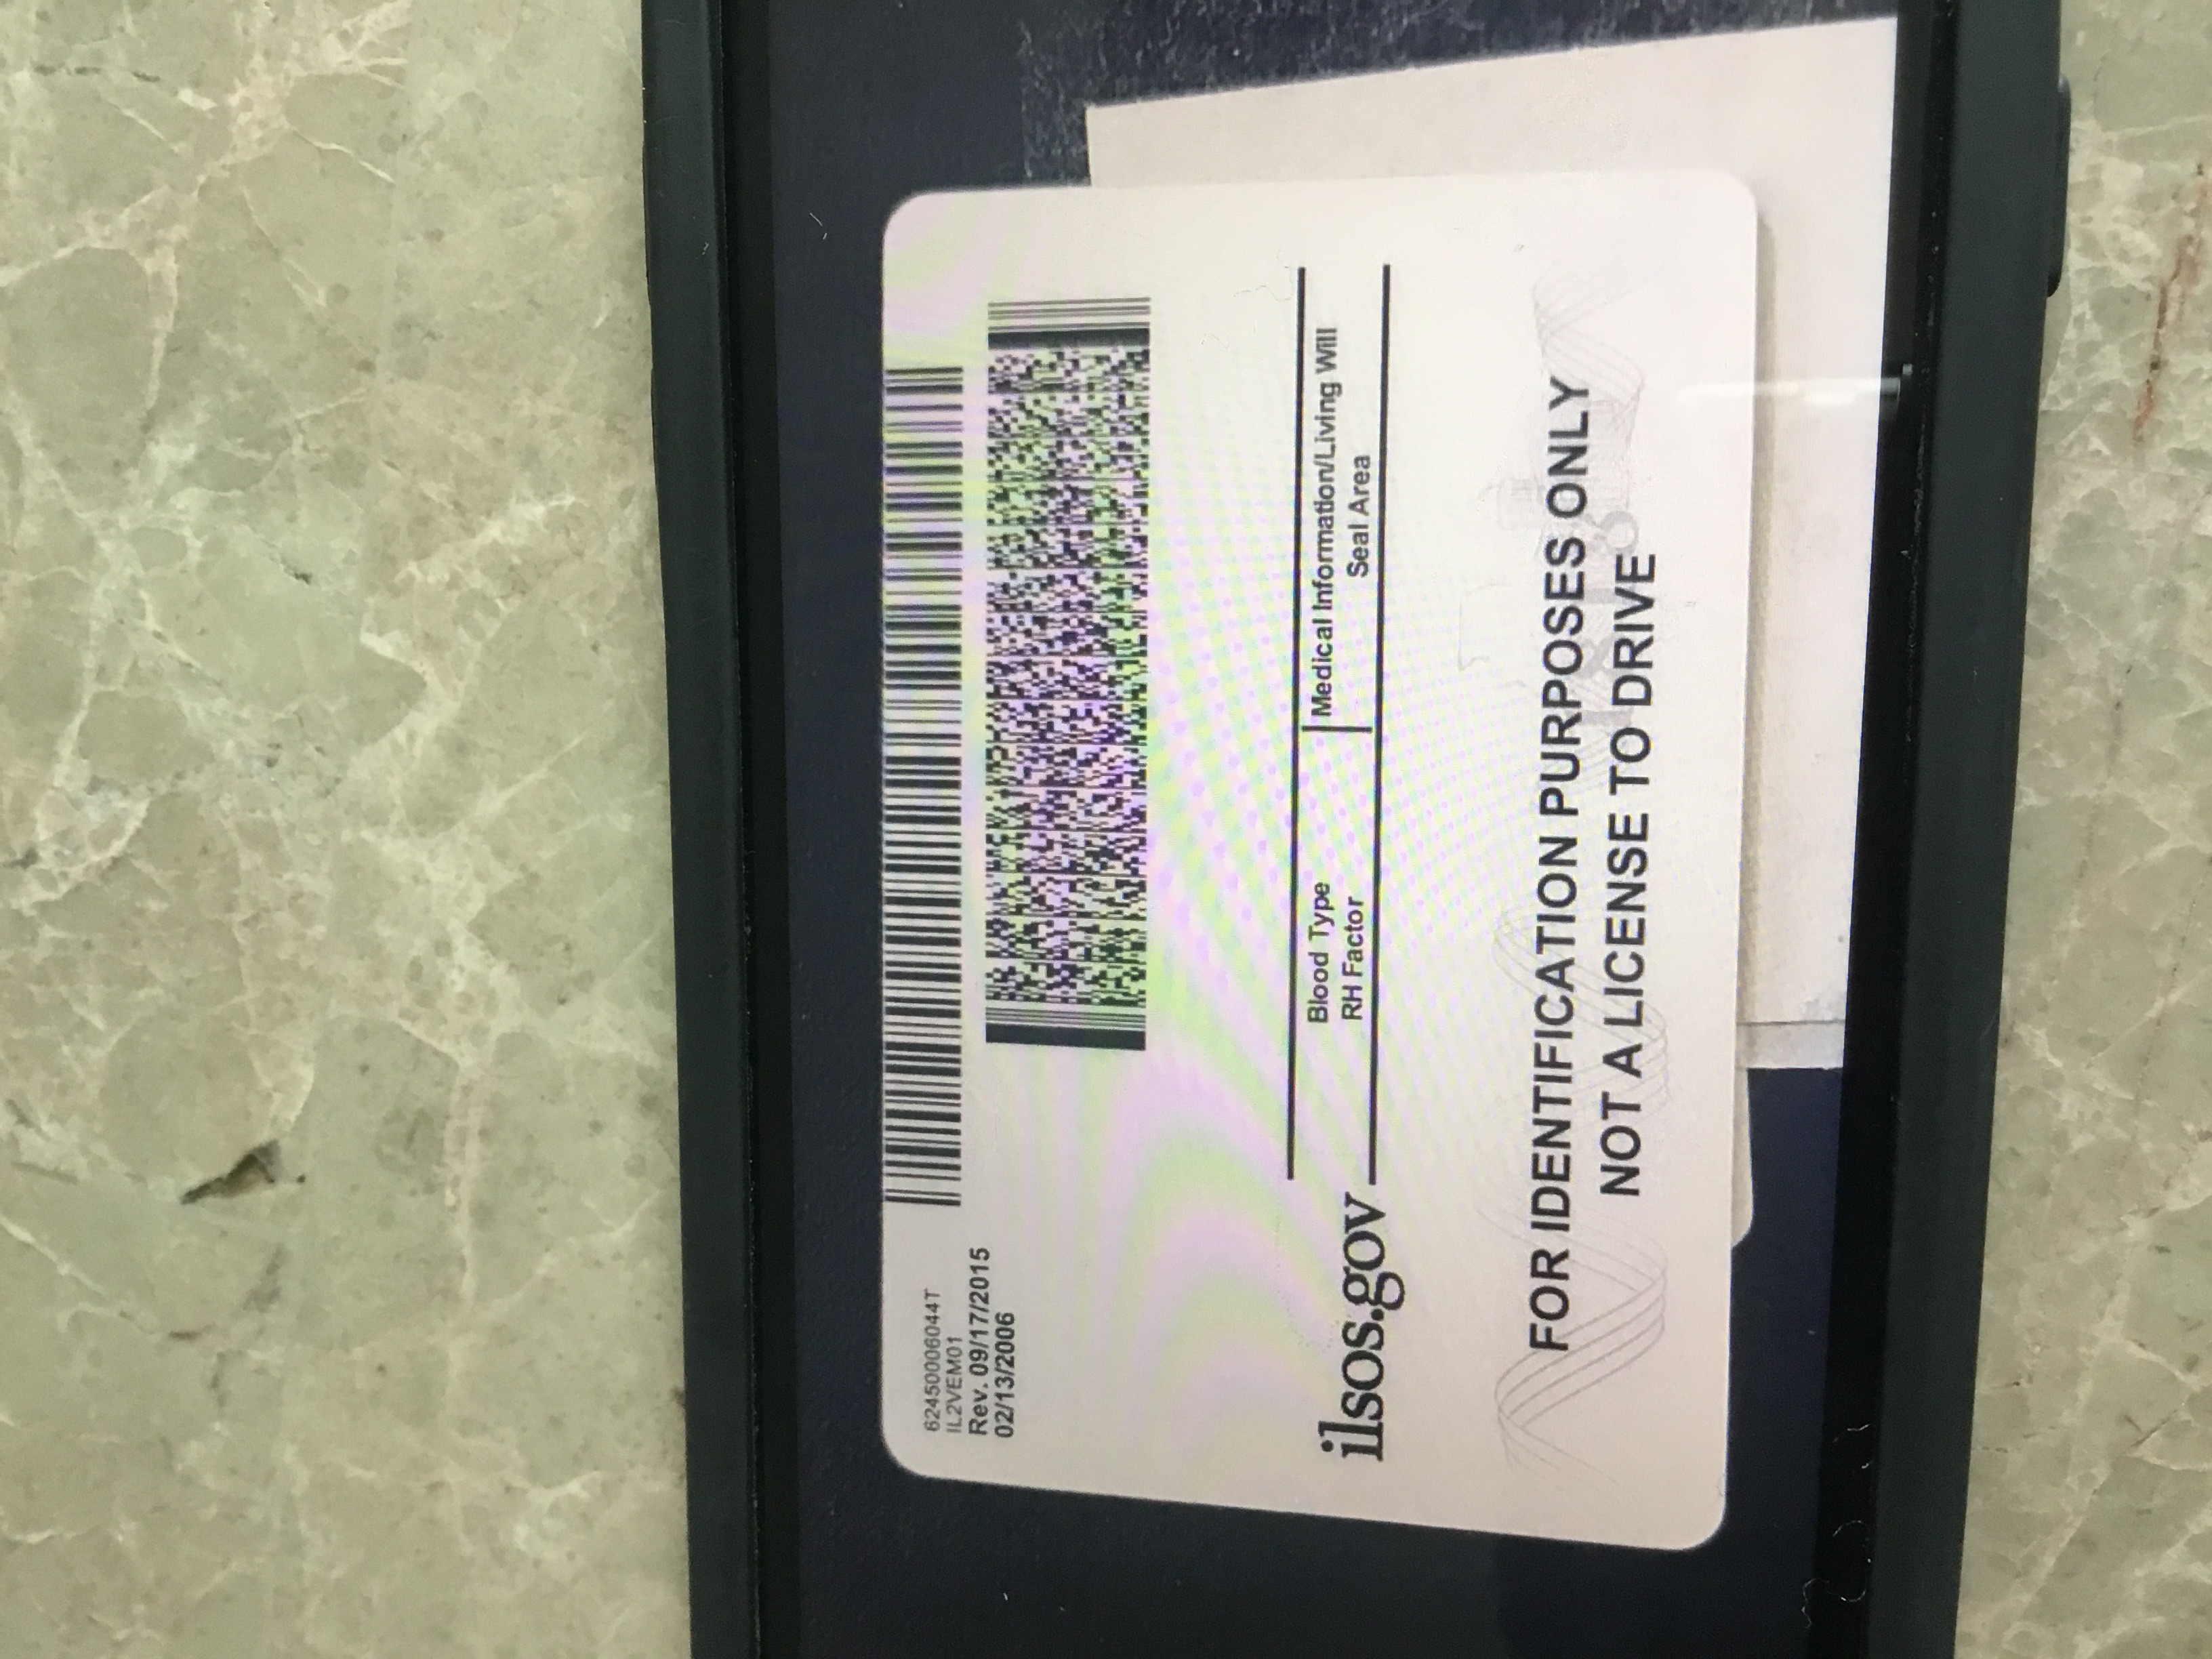 62450006044T
IL2VEM01
Rev. 09/17/2015
02/13/2006
ilsos.gov
Blood Type
RH Factor
Medical Information/Living Will
Seal Area
FOR IDENTIFICATION PURPOSES ONLY
NOT A LICENSE TO DRIVE